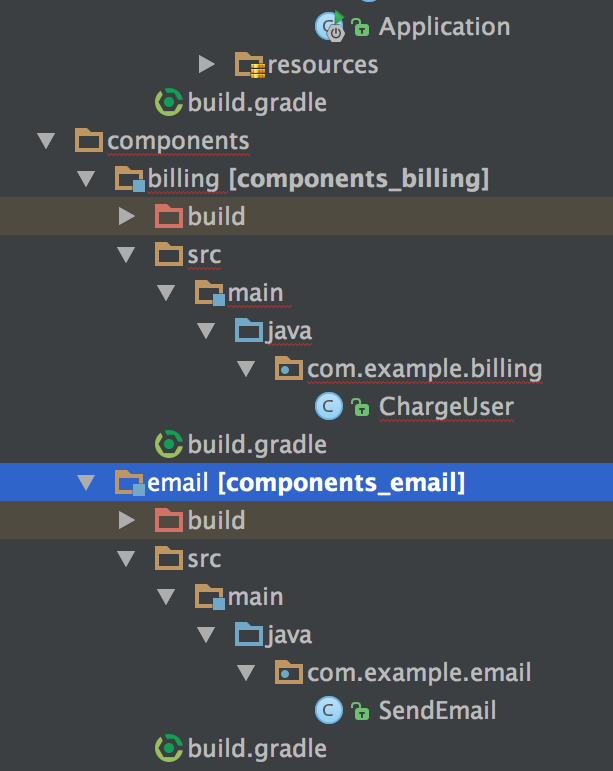 Application
resources
build.gradle
components
billing [components_billing]
build
src
main
java
com.example.billing
ChargeUser
build.gradle
email [components_email]
build
src
main
java
com.example.email
SendEmail
build.gradle